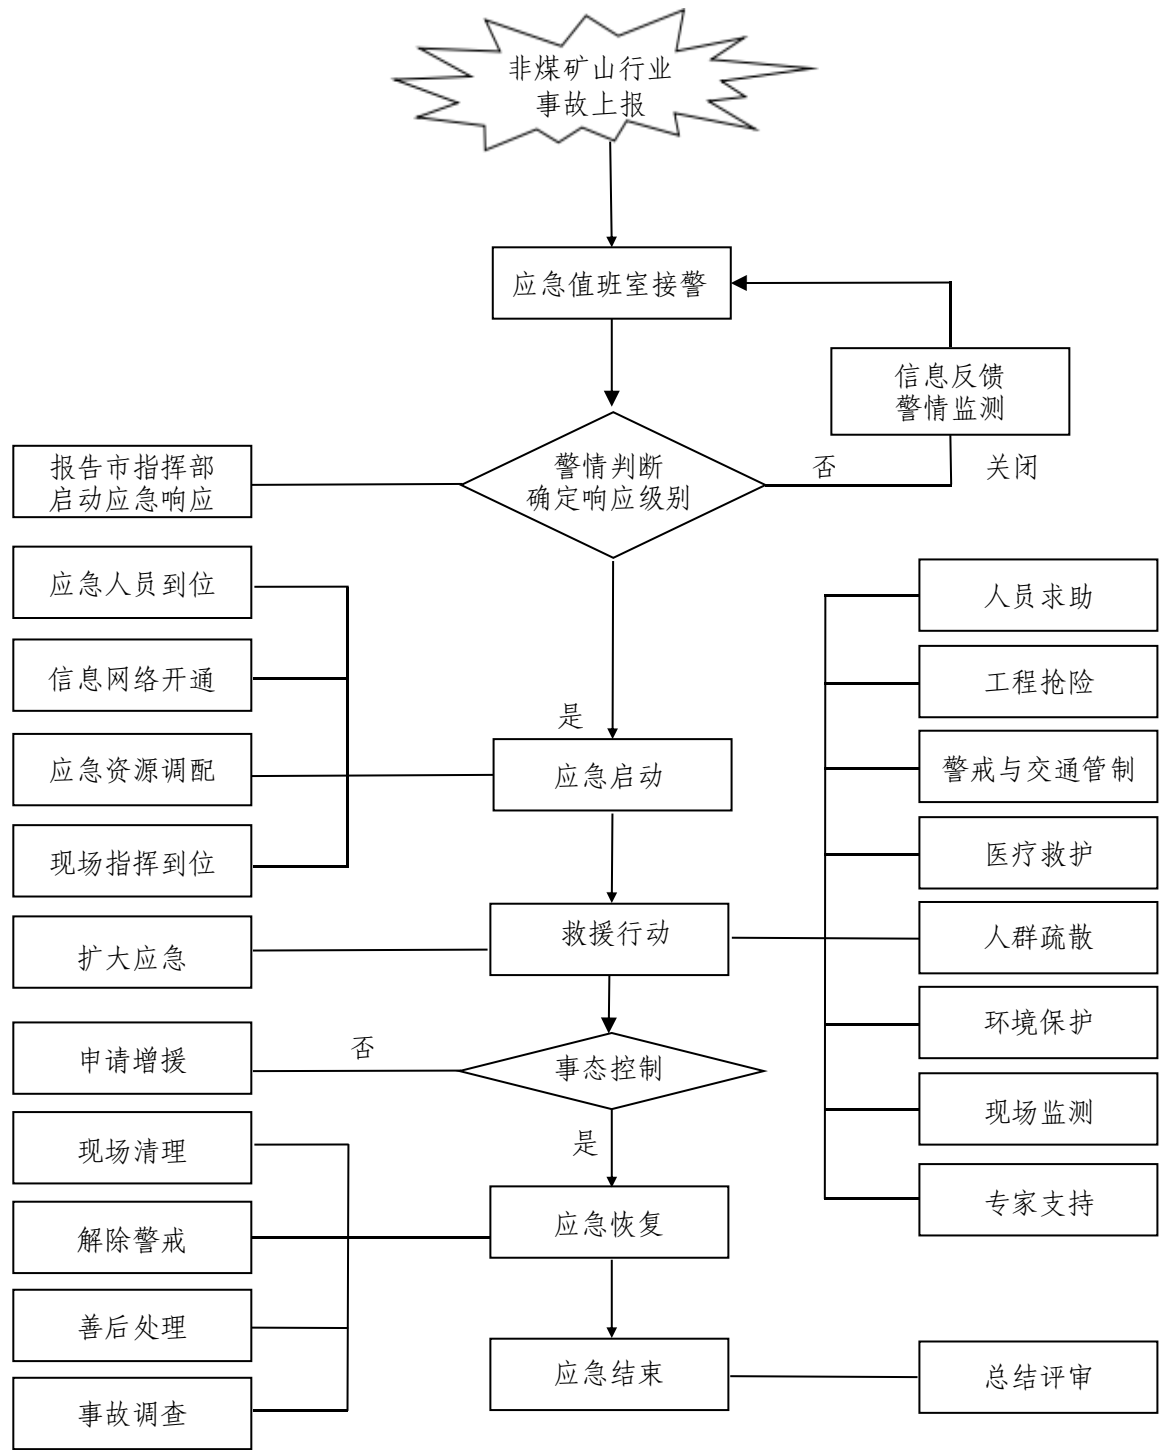 非煤矿山行业
事故上报
应急值班室接警
信息反馈
警情监测
报告市指挥部
启动应急响应
警情判断
确定响应级别
否
关闭
应急人员到位
人员求助
信息网络开通
工程抢险
是
应急资源调配
应急启动
警戒与交通管制
现场指挥到位
医疗救护
扩大应急
救援行动
人群疏散
申请增援
否
事态控制
环境保护
现场清理
是
现场监测
解除警戒
应急恢复
专家支持
善后处理
应急结束
总结评审
事故调查